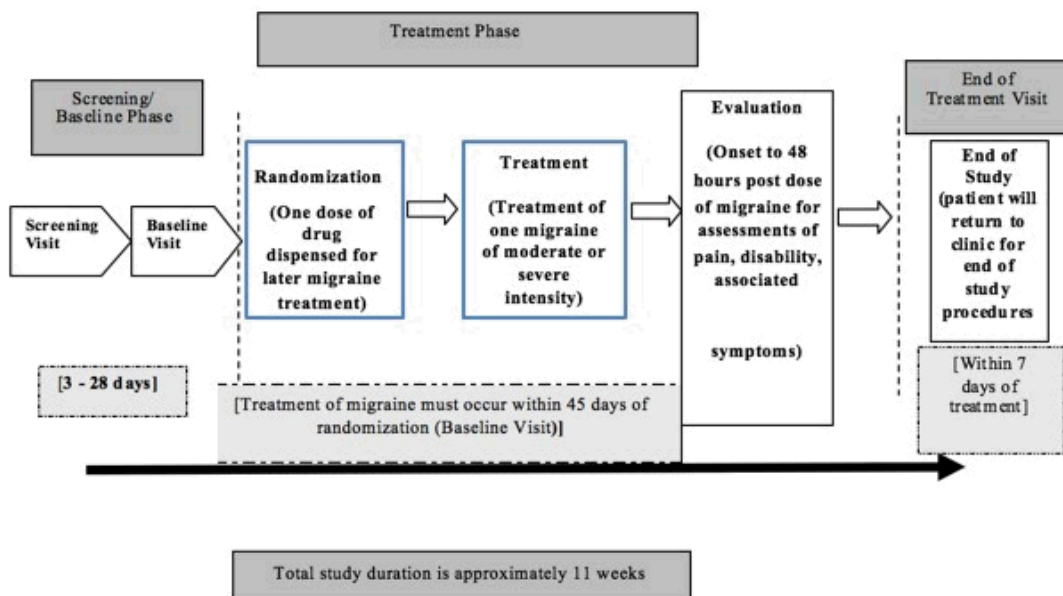 Treatment Phase
Screening/
Baseline Phase
End of
Treatment Visit
Screening
Visit
Baseline
Visit
Randomization
(One dose of
drug
dispensed for
later migraine
treatment)
Treatment
(Treatment of
one migraine
of moderate or
severe
intensity)
Evaluation
(Onset to 48
hours post dose
of migraine for
assessments of
pain, disability,
associated
symptoms)
End of
Study
(patient will
return to
clinic for
end of
study
procedures
[3 - 28 days]
[Treatment of migraine must occur within 45 days of
randomization (Baseline Visit)]
[Within 7
days of
treatment]
Total study duration is approximately 11 weeks